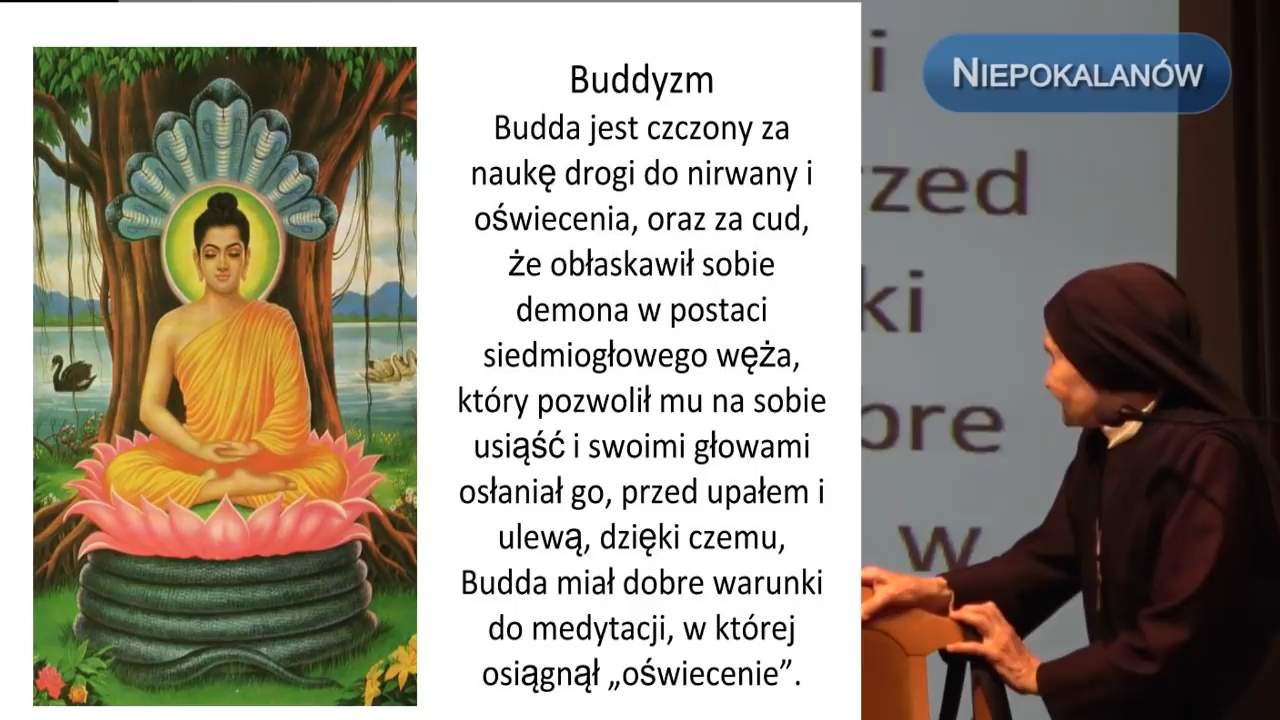 Buddyzm
Budda jest czczony za
naukę drogi do nirwany i
oświecenia, oraz za cud,
że obłaskawił sobie
demona w postaci
siedmiogłowego węża,
który pozwolił mu na sobie
usiąść i swoimi głowami
osłaniał go, przed upałem i
ulewą, dzięki czemu,
Budda miał dobre warunki
do medytacji, w której
osiągnął „oświecenie”.
NIEPOKALANÓW
i
rzed
ki
bre
w